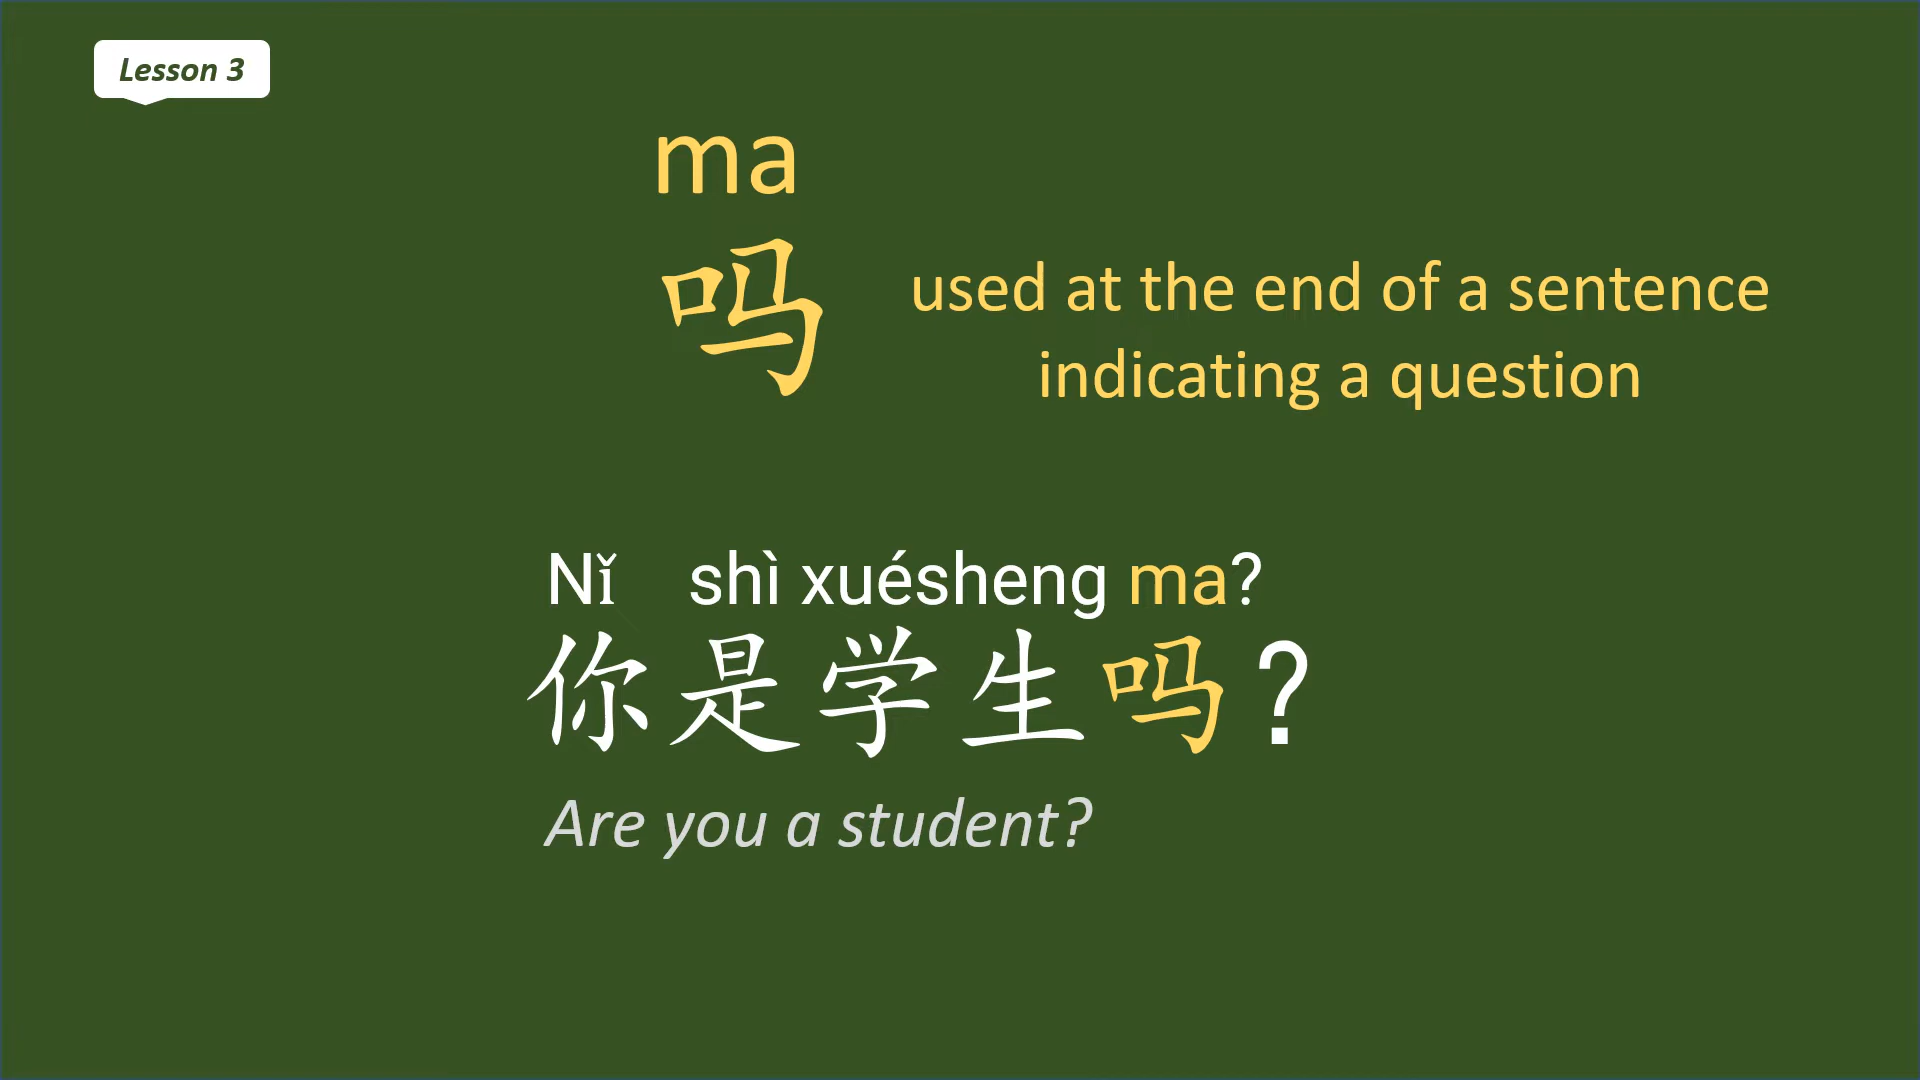 Lesson 3
ma
吗
used at the end of a sentence
indicating a question
Nǐ shì xuésheng ma?
你是学生吗?
Are you a student?